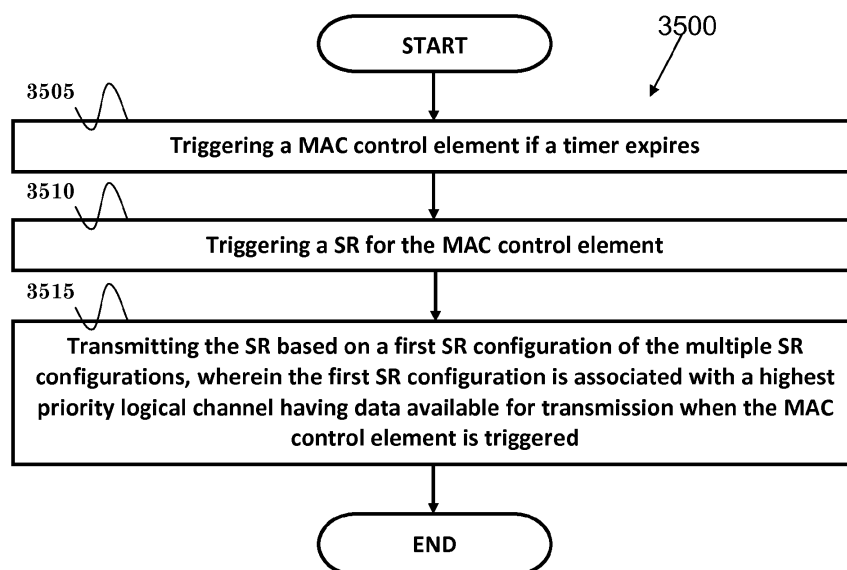 START
3500
3505
Triggering a MAC control element if a timer expires
3510
Triggering a SR for the MAC control element
3515
Transmitting the SR based on a first SR configuration of the multiple SR
configurations, wherein the first SR configuration is associated with a highest
priority logical channel having data available for transmission when the MAC
control element is triggered
END